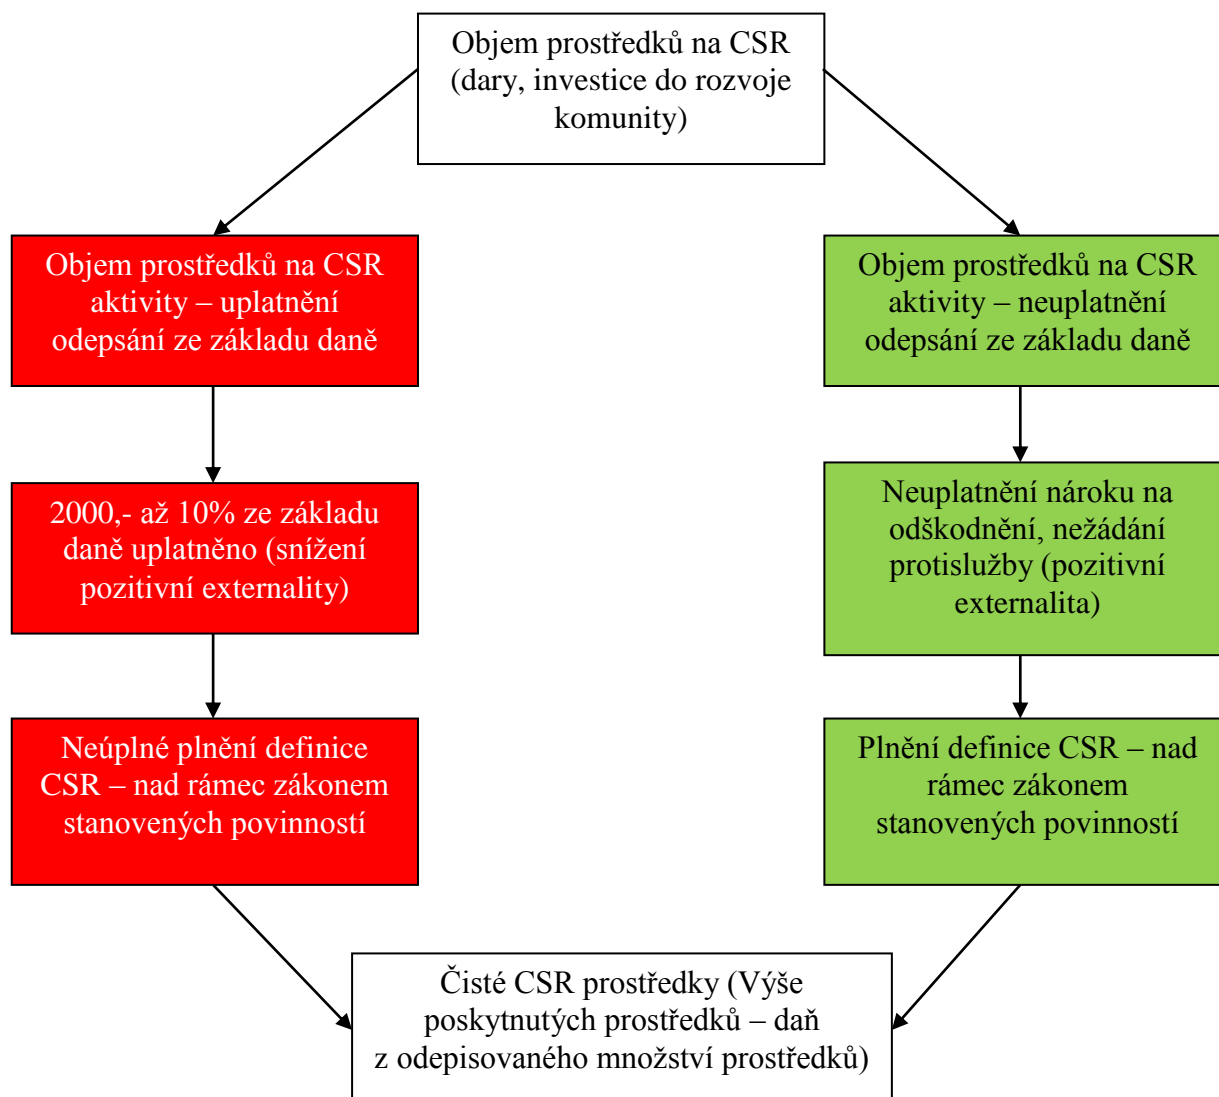 Objem prostředků na CSR
(dary, investice do rozvoje
komunity)
Objem prostředků na CSR
aktivity – uplatnění
odepsání ze základu daně
Objem prostředků na CSR
aktivity – neuplatnění
odepsání ze základu daně
2000,- až 10% ze základu
daně uplatněno (snížení
pozitivní externality)
Neuplatnění nároku na
odškodnění, nežádání
protislužby (pozitivní
externalita)
Neúplné plnění definice
CSR – nad rámec zákonem
stanovených povinností
Plnění definice CSR – nad
rámec zákonem
stanovených povinností
Čisté CSR prostředky (Výše
poskytnutých prostředků – daň
z odepisovaného množství prostředků)